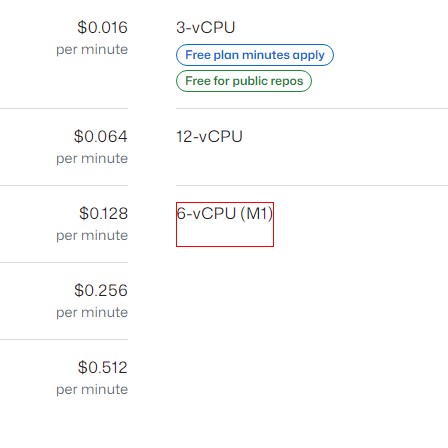 $0.016
per minute
3-vCPU
Free plan minutes apply
Free for public repos
$0.064
per minute
12-vCPU
$0.128
per minute
6-vCPU (M1)
$0.256
per minute
$0.512
per minute